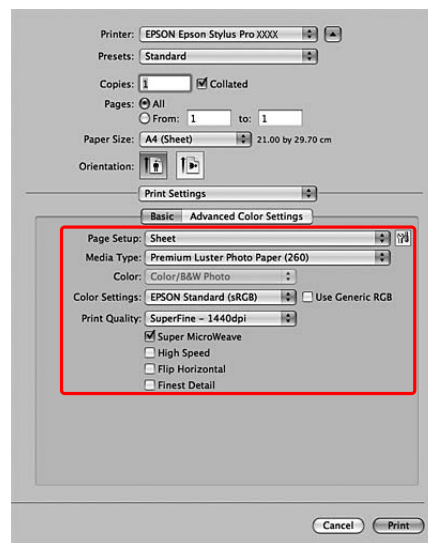 Printer: EPSON Epson Stylus Pro XXXX
Presets: Standard
Copies: 1 Collated
Pages: All
From: 1 to: 1
Paper Size: A4 (Sheet) 21.00 by 29.70 cm
Orientation:
Print Settings
Basic Advanced Color Settings
Page Setup: Sheet
Media Type: Premium Luster Photo Paper (260)
Color: Color/B&W Photo
Color Settings: EPSON Standard (sRGB) Use Generic RGB
Print Quality: SuperFine – 1440dpi
Super MicroWeave
High Speed
Flip Horizontal
Finest Detail
Cancel Print